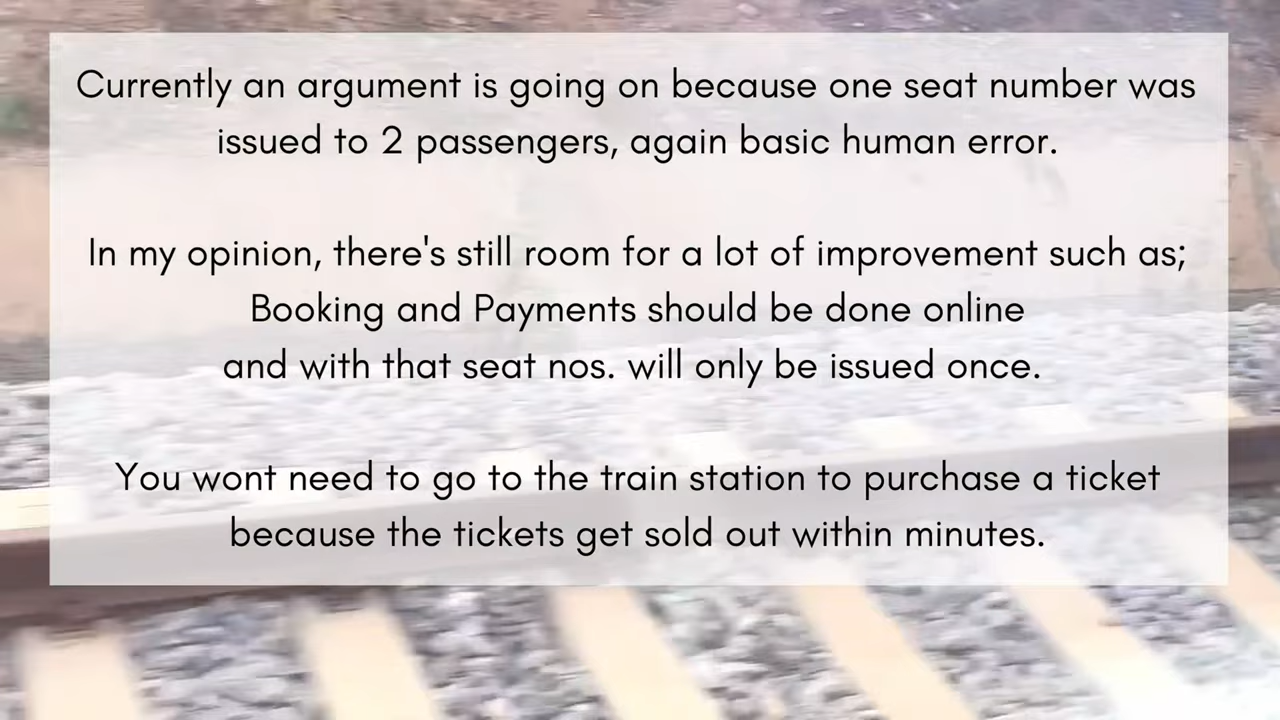 Currently an argument is going on because one seat number was
issued to 2 passengers, again basic human error.
In my opinion, there's still room for a lot of improvement such as;
Booking and Payments should be done online
and with that seat nos. will only be issued once.
You wont need to go to the train station to purchase a ticket
because the tickets get sold out within minutes.